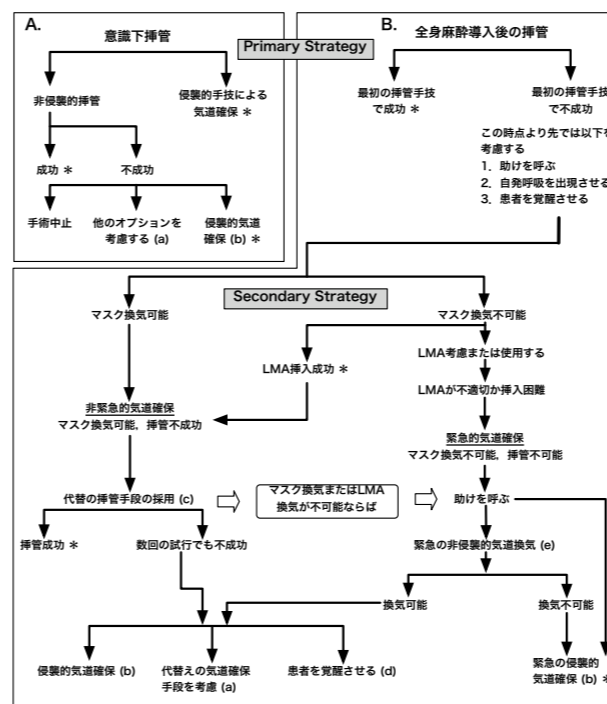 A.
意識下挿管
Primary Strategy
非侵襲的挿管
侵襲的手技による
気道確保 ＊
成功 ＊
不成功
手術中止
他のオプションを
考慮する (a)
侵襲的気道
確保 (b) ＊
B.
全身麻酔導入後の挿管
最初の挿管手技
で成功 ＊
最初の挿管手技
で不成功
この時点より先では以下を
考慮する
1. 助けを呼ぶ
2. 自発呼吸を出現させる
3. 患者を覚醒させる
Secondary Strategy
マスク換気可能
マスク換気不可能
LMA考慮または使用する
LMA挿入成功 ＊
LMAが不適切か挿入困難
非緊急的気道確保
マスク換気可能，挿管不成功
緊急的気道確保
マスク換気不可能，挿管不可能
代替の挿管手段の採用 (c)
マスク換気またはLMA
換気が不可能ならば
助けを呼ぶ
挿管成功 ＊
数回の試行でも不成功
緊急の非侵襲的気道換気 (e)
換気可能
換気不可能
侵襲的気道確保 (b)
代替えの気道確保
手段を考慮 (a)
患者を覚醒させる (d)
緊急の侵襲的
気道確保 (b) ＊